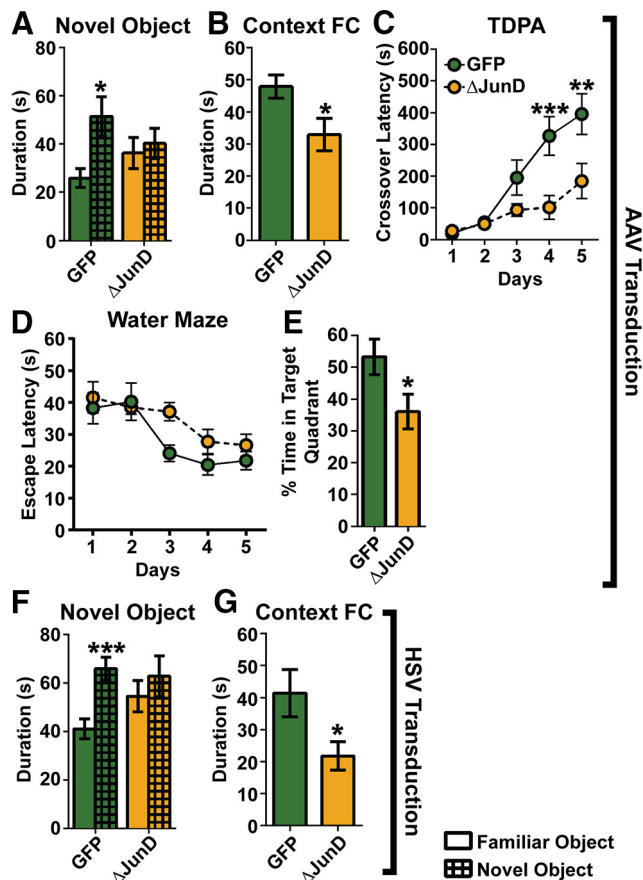 A
Novel Object
Duration (s)
80
60
40
20
0
*
GFP
ΔJunD
B
Context FC
Duration (s)
60
50
40
30
20
10
0
*
GFP
ΔJunD
C
TDPA
Crossover Latency (s)
600
500
400
300
200
100
0
GFP
ΔJunD
***
**
1 2 3 4 5
Days
D
Water Maze
Escape Latency (s)
60
50
40
30
20
10
0
1 2 3 4 5
Days
E
% Time in Target
Quadrant
60
50
40
30
20
10
0
*
GFP
ΔJunD
AAV Transduction
F
Novel Object
Duration (s)
80
60
40
20
0
***
GFP
ΔJunD
G
Context FC
Duration (s)
60
50
40
30
20
10
0
*
GFP
ΔJunD
HSV Transduction
Familiar Object
Novel Object